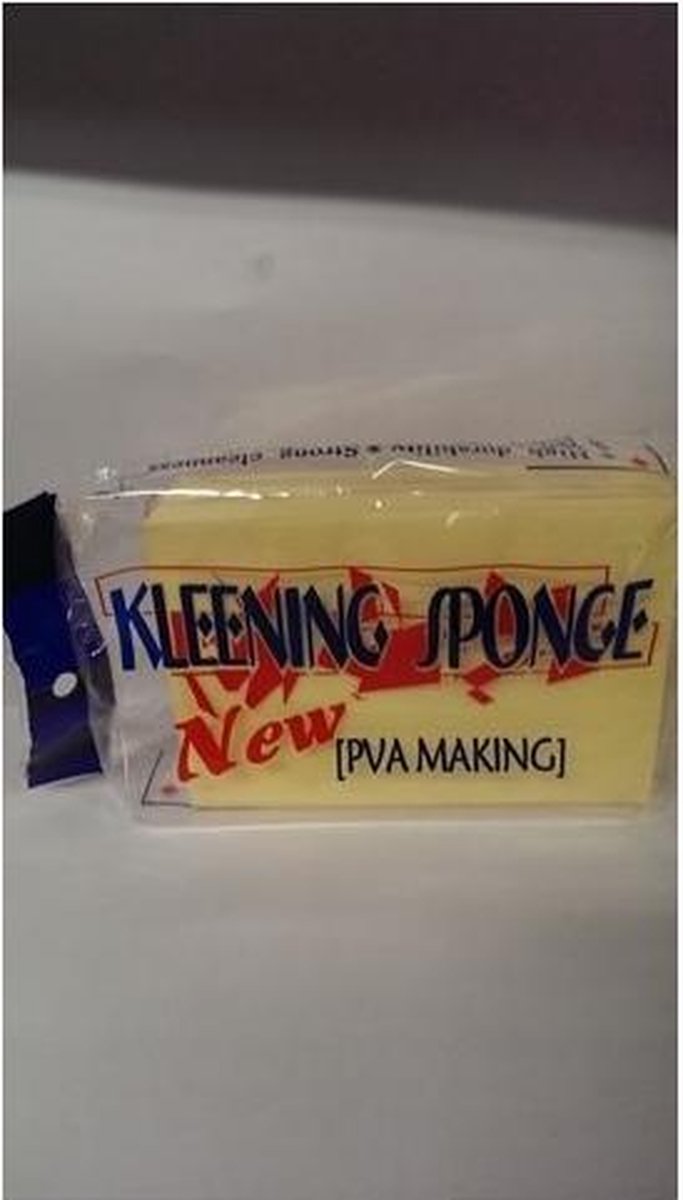 High durability Strong cleanness
KLEENING SPONGE
New
[PVA MAKING]